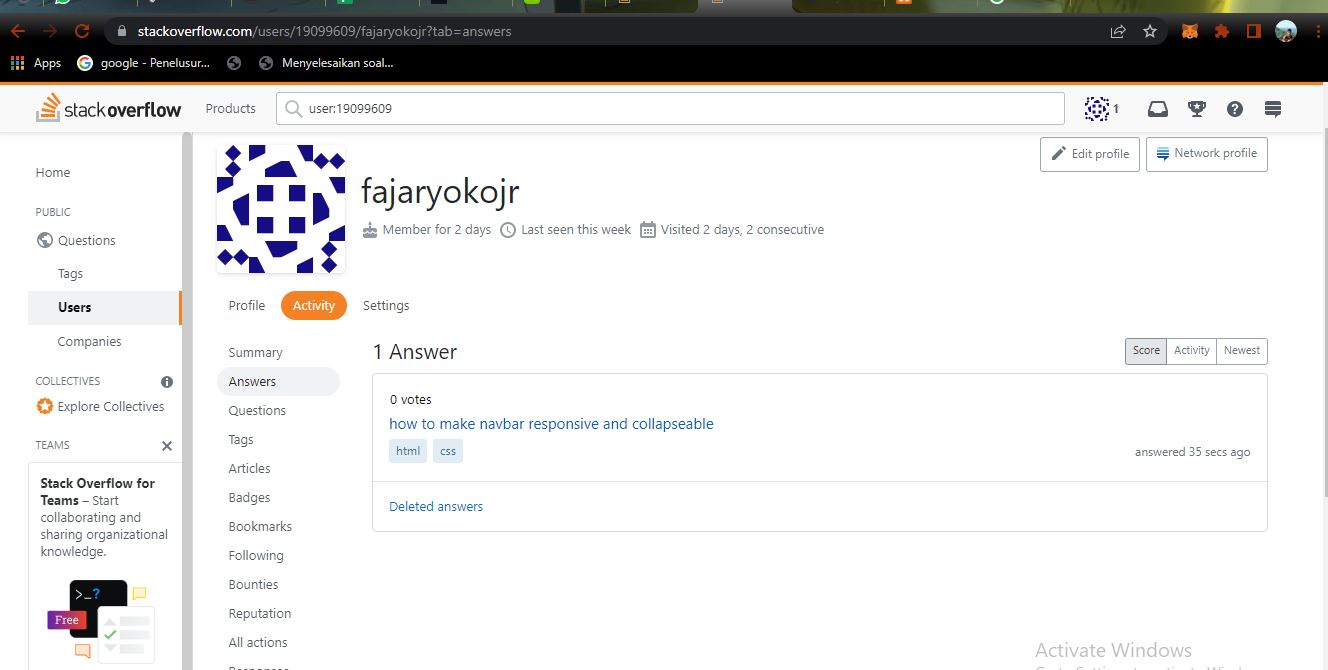 stackoverflow.com/users/19099609/fajaryokojr?tab=answers
Apps
google - Penelusur...
Menyelesaikan soal...
stackoverflow
Products
user:19099609
1
Home
PUBLIC
Questions
Tags
Users
Companies
COLLECTIVES
Explore Collectives
TEAMS
Stack Overflow for
Teams – Start
collaborating and
sharing organizational
knowledge.
>_?
Free
Edit profile
Network profile
fajaryokojr
Member for 2 days
Last seen this week
Visited 2 days, 2 consecutive
Profile
Activity
Settings
Summary
Answers
Questions
Tags
Articles
Badges
Bookmarks
Following
Bounties
Reputation
All actions
1 Answer
Score
Activity
Newest
0 votes
how to make navbar responsive and collapseable
html
css
answered 35 secs ago
Deleted answers
Activate Windows